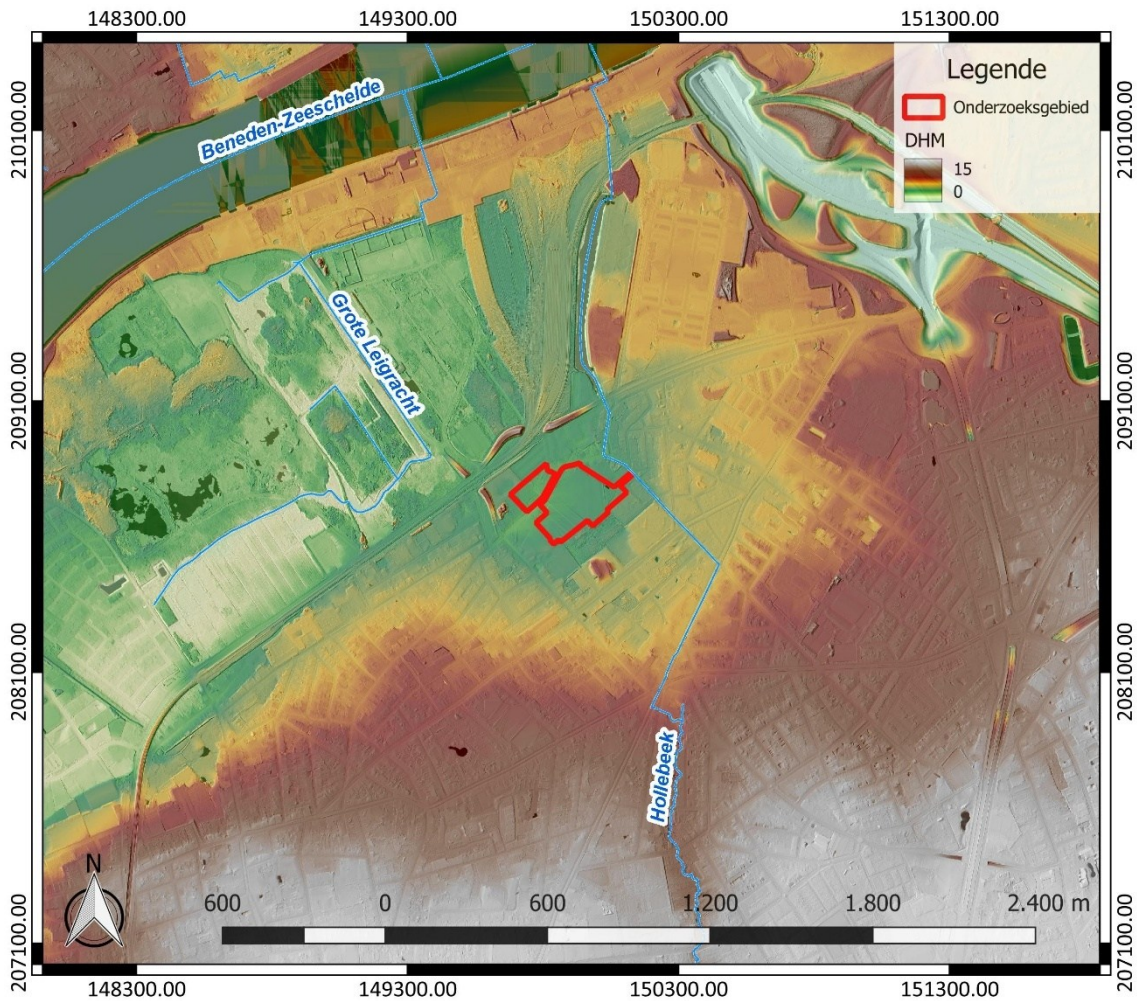 148300.00 149300.00 150300.00 151300.00
Legende
Onderzoeksgebied
DHM
15
0
Beneden-Zeeschelde
210100.00
210100.00
Grote Leigracht
209100.00
209100.00
208100.00
208100.00
Hollebeek
N
600 0 600 1.200 1.800 2.400 m
207100.00
207100.00
148300.00 149300.00 150300.00 151300.00